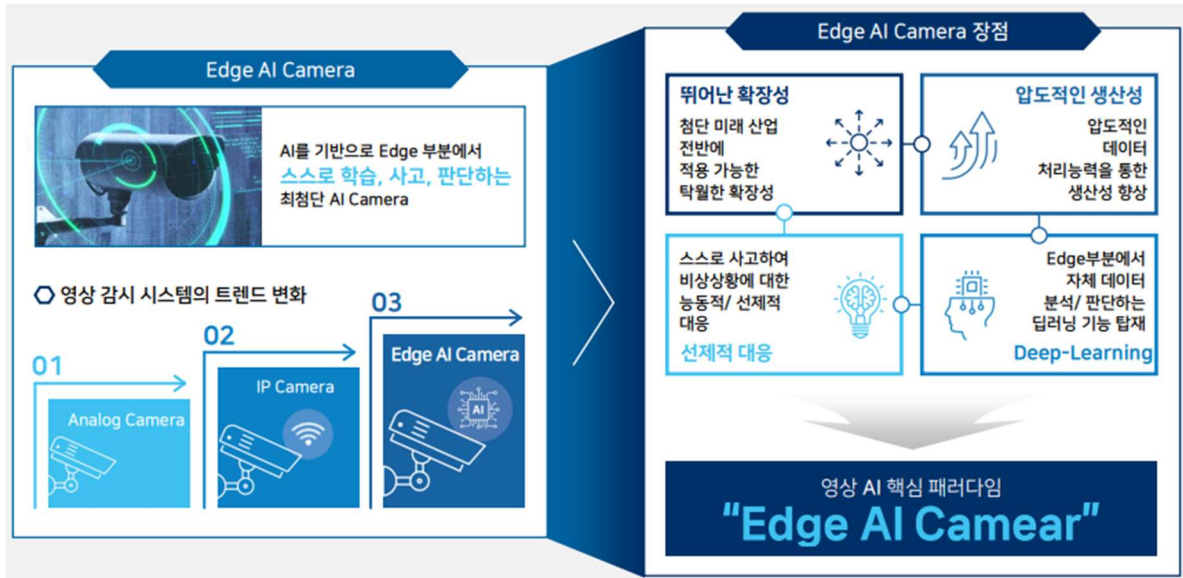 Edge AI Camera
AI를 기반으로 Edge 부분에서
스스로 학습, 사고, 판단하는
최첨단 AI Camera
영상 감시 시스템의 트렌드 변화
01
Analog Camera
02
IP Camera
03
Edge AI Camera
AI
Edge AI Camera 장점
뛰어난 확장성
첨단 미래 산업
전반에
적용 가능한
탁월한 확장성
압도적인 생산성
압도적인
데이터
처리능력을 통한
생산성 향상
스스로 사고하여
비상상황에 대한
능동적/ 선제적
대응
선제적 대응
Edge부분에서
자체 데이터
분석/ 판단하는
딥러닝 기능 탑재
Deep-Learning
영상 AI 핵심 패러다임
"Edge AI Camear"